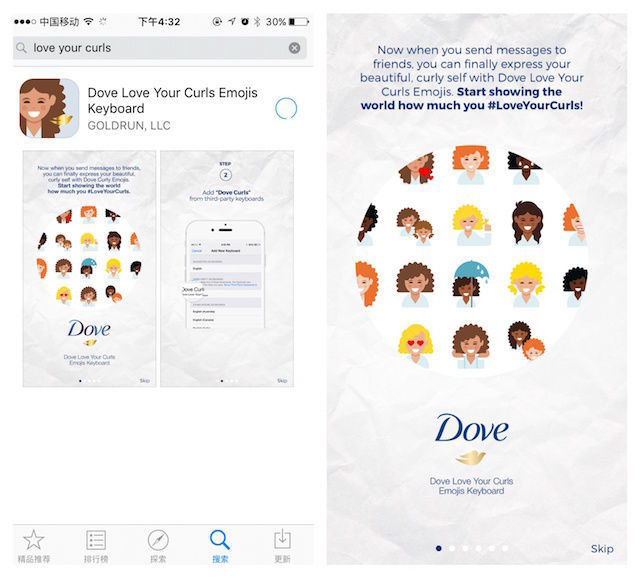 中国移动 下午4:32 30%
love your curls
Dove Love Your Curls Emojis
Keyboard
GOLDRUN, LLC
Now when you send messages to friends,
you can finally express your beautiful,
curly self with Dove Curly Emojis.
Start showing the world
how much you #LoveYourCurls.
Dove
Dove Love Your Curls
Emojis Keyboard
Skip
STEP
2
Add "Dove Curls"
from third-party keyboards
Cancel Add New Keyboard
English
Dove Curls
Skip
精品推荐 排行榜 探索 搜索 更新
Now when you send messages to
friends, you can finally express your
beautiful, curly self with Dove Love Your
Curls Emojis. Start showing the
world how much you #LoveYourCurls!
Dove
Dove Love Your Curls
Emojis Keyboard
Skip